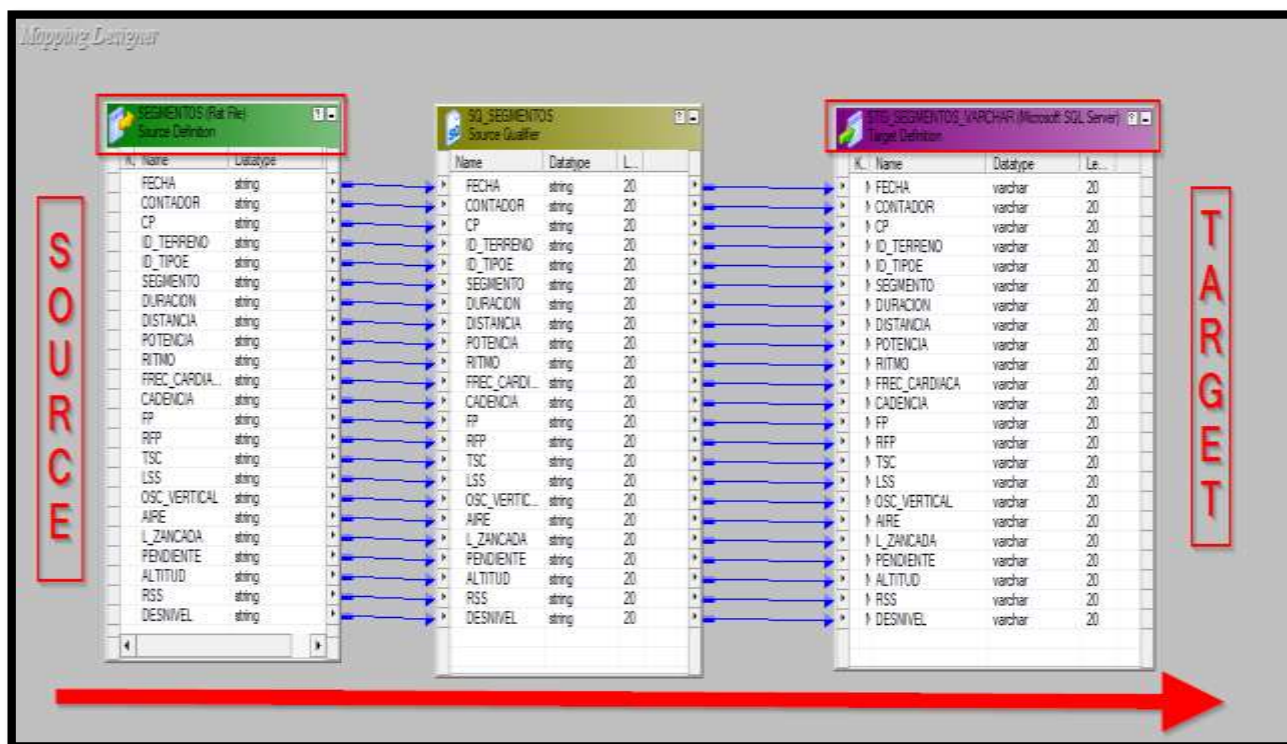 Mapping Designer
SEGMENTOS (Flat File)
Source Definition
K. Name Datatype
FECHA string
CONTADOR string
CP string
ID_TERRENO string
ID_TIPOE string
SEGMENTO string
DURACION string
DISTANCIA string
POTENCIA string
RITMO string
FREC_CARDIA... string
CADENCIA string
FP string
RFP string
TSC string
LSS string
OSC_VERTICAL string
AIRE string
L_ZANCADA string
PENDIENTE string
ALTITUD string
RSS string
DESNIVEL string
SQ_SEGMENTOS
Source Qualifier
Name Datatype L...
FECHA string 20
CONTADOR string 20
CP string 20
ID_TERRENO string 20
ID_TIPOE string 20
SEGMENTO string 20
DURACION string 20
DISTANCIA string 20
POTENCIA string 20
RITMO string 20
FREC_CARDI... string 20
CADENCIA string 20
FP string 20
RFP string 20
TSC string 20
LSS string 20
OSC_VERTIC... string 20
AIRE string 20
L_ZANCADA string 20
PENDIENTE string 20
ALTITUD string 20
RSS string 20
DESNIVEL string 20
STG_SEGMENTOS_VARCHAR (Microsoft SQL Server)
Target Definition
K. Name Datatype Le...
FECHA varchar 20
CONTADOR varchar 20
CP varchar 20
ID_TERRENO varchar 20
ID_TIPOE varchar 20
SEGMENTO varchar 20
DURACION varchar 20
DISTANCIA varchar 20
POTENCIA varchar 20
RITMO varchar 20
FREC_CARDIACA varchar 20
CADENCIA varchar 20
FP varchar 20
RFP varchar 20
TSC varchar 20
LSS varchar 20
OSC_VERTICAL varchar 20
AIRE varchar 20
L_ZANCADA varchar 20
PENDIENTE varchar 20
ALTITUD varchar 20
RSS varchar 20
DESNIVEL varchar 20
SOURCE
TARGET